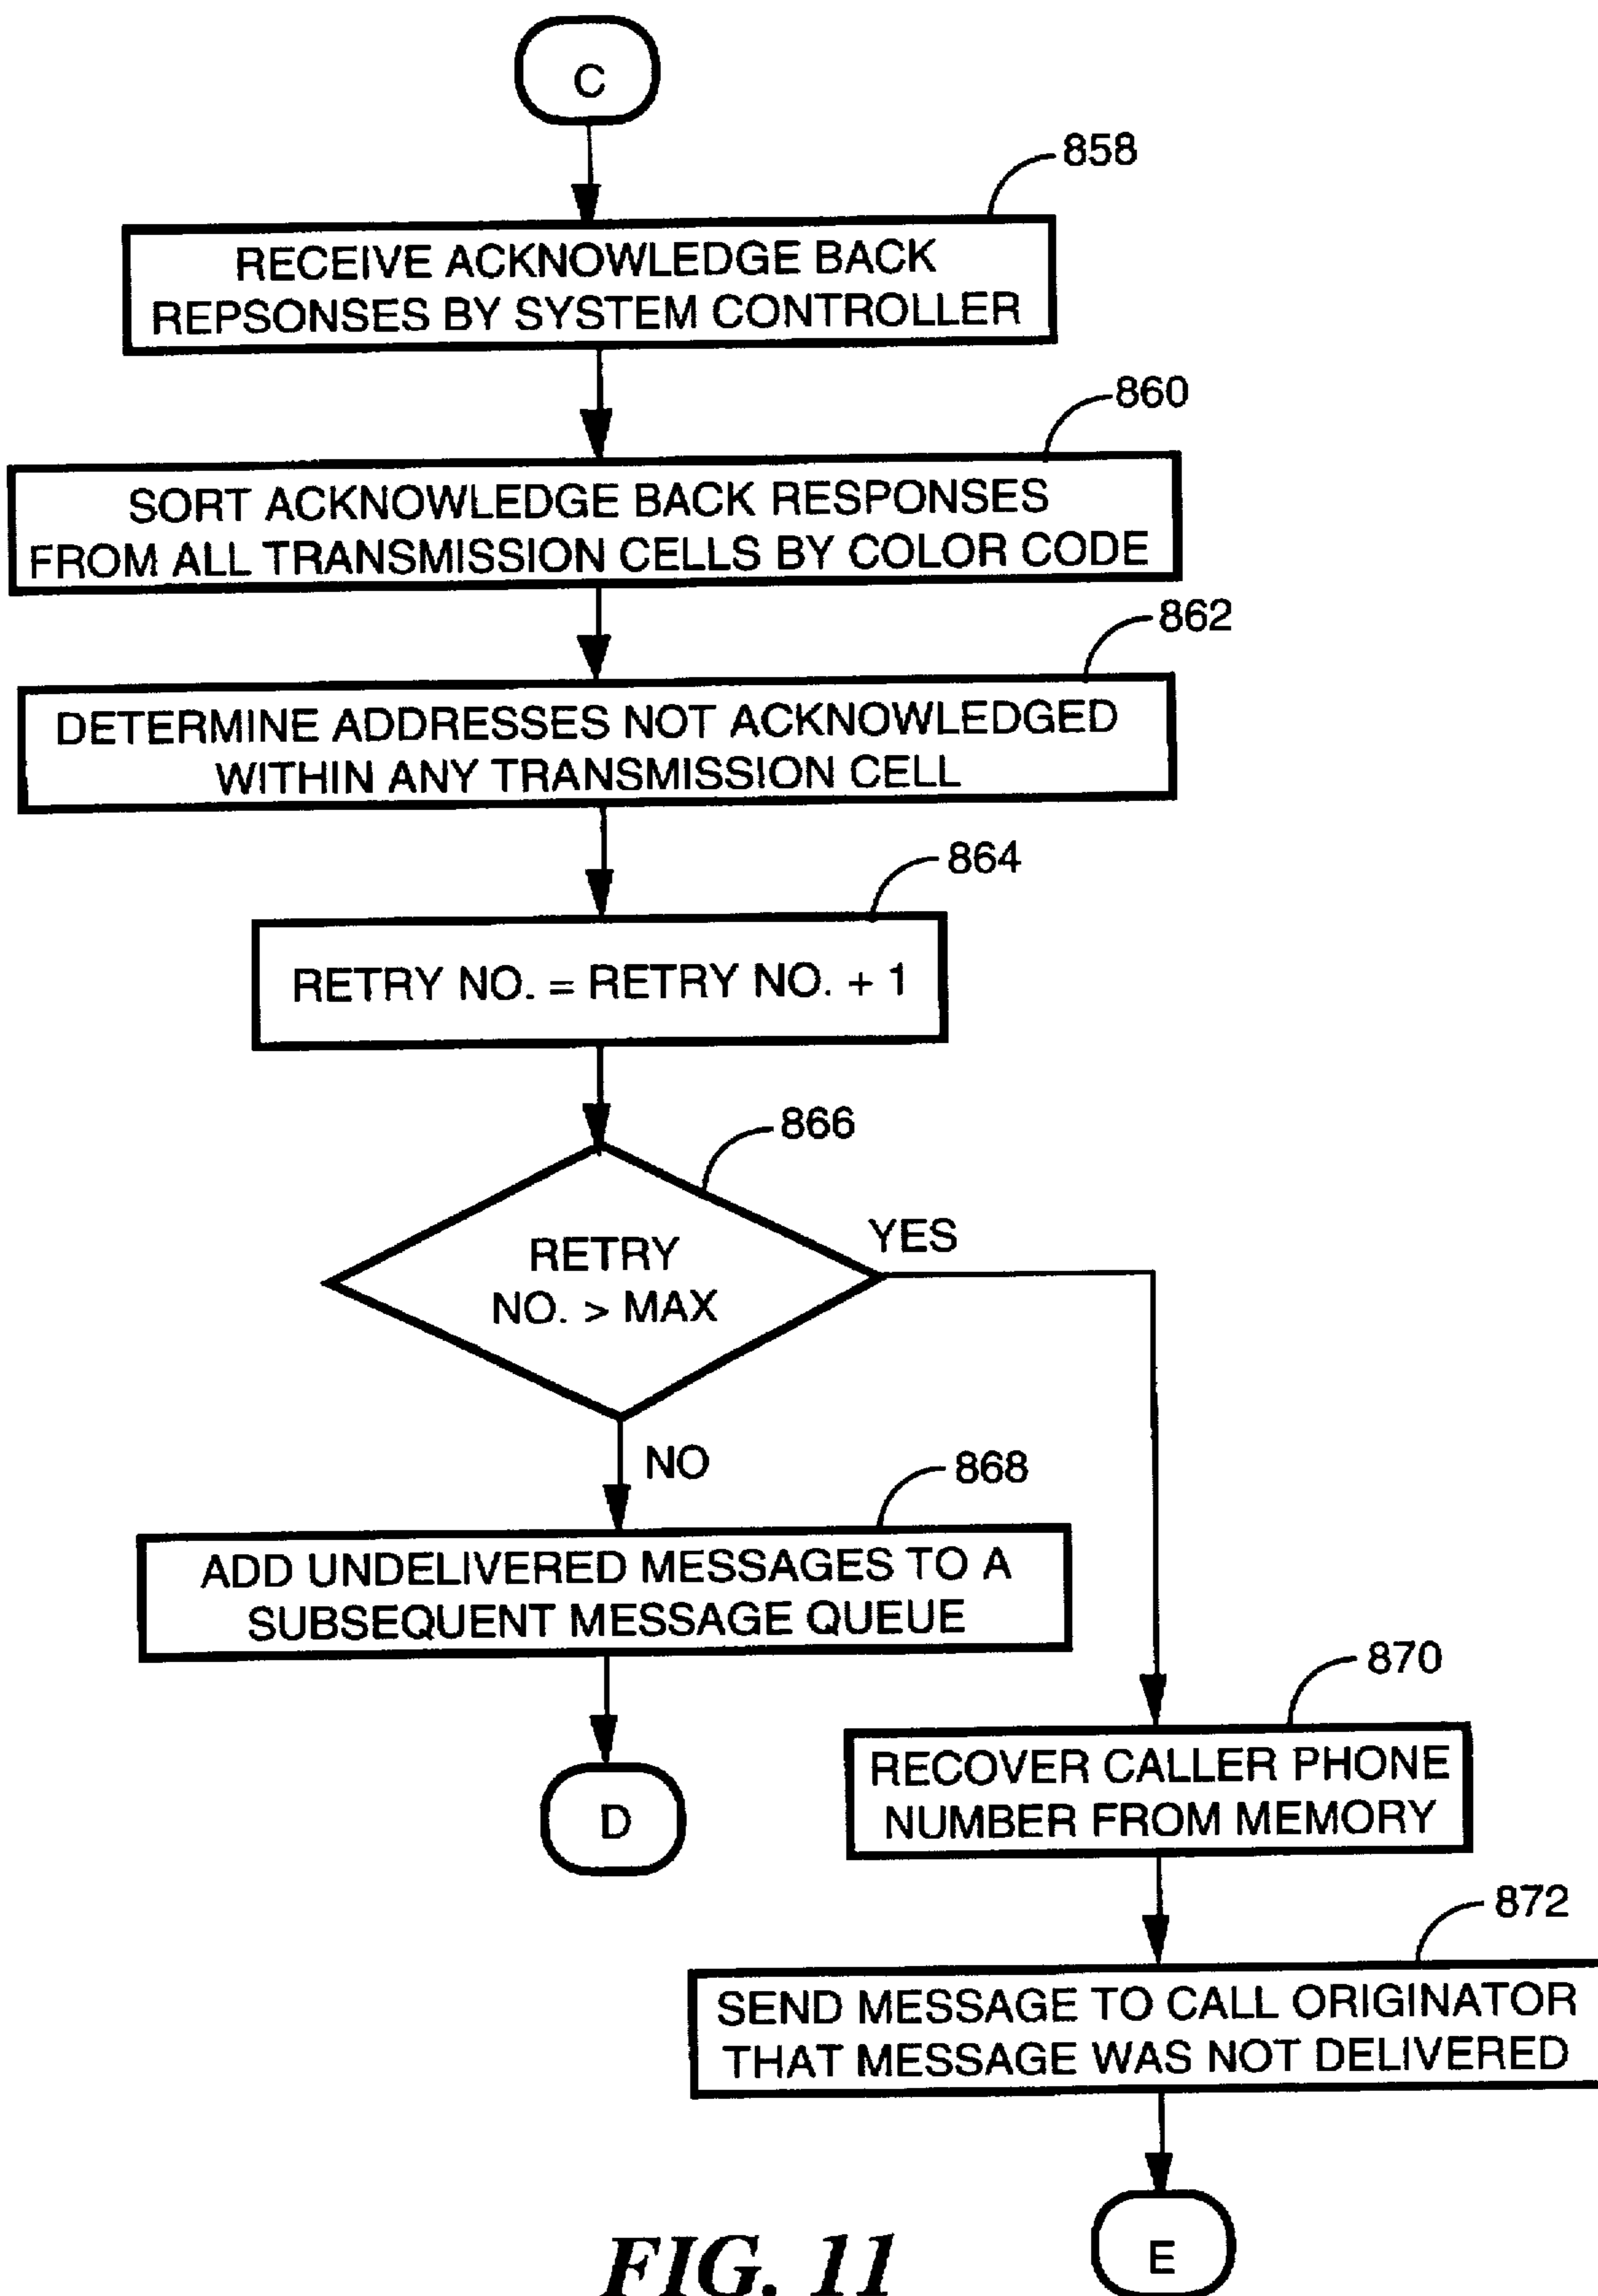 C
858
RECEIVE ACKNOWLEDGE BACK
REPSONSES BY SYSTEM CONTROLLER
860
SORT ACKNOWLEDGE BACK RESPONSES
FROM ALL TRANSMISSION CELLS BY COLOR CODE
862
DETERMINE ADDRESSES NOT ACKNOWLEDGED
WITHIN ANY TRANSMISSION CELL
864
RETRY NO. = RETRY NO. + 1
866
RETRY
NO. > MAX
YES
NO
868
ADD UNDELIVERED MESSAGES TO A
SUBSEQUENT MESSAGE QUEUE
D
870
RECOVER CALLER PHONE
NUMBER FROM MEMORY
872
SEND MESSAGE TO CALL ORIGINATOR
THAT MESSAGE WAS NOT DELIVERED
E
FIG. 11